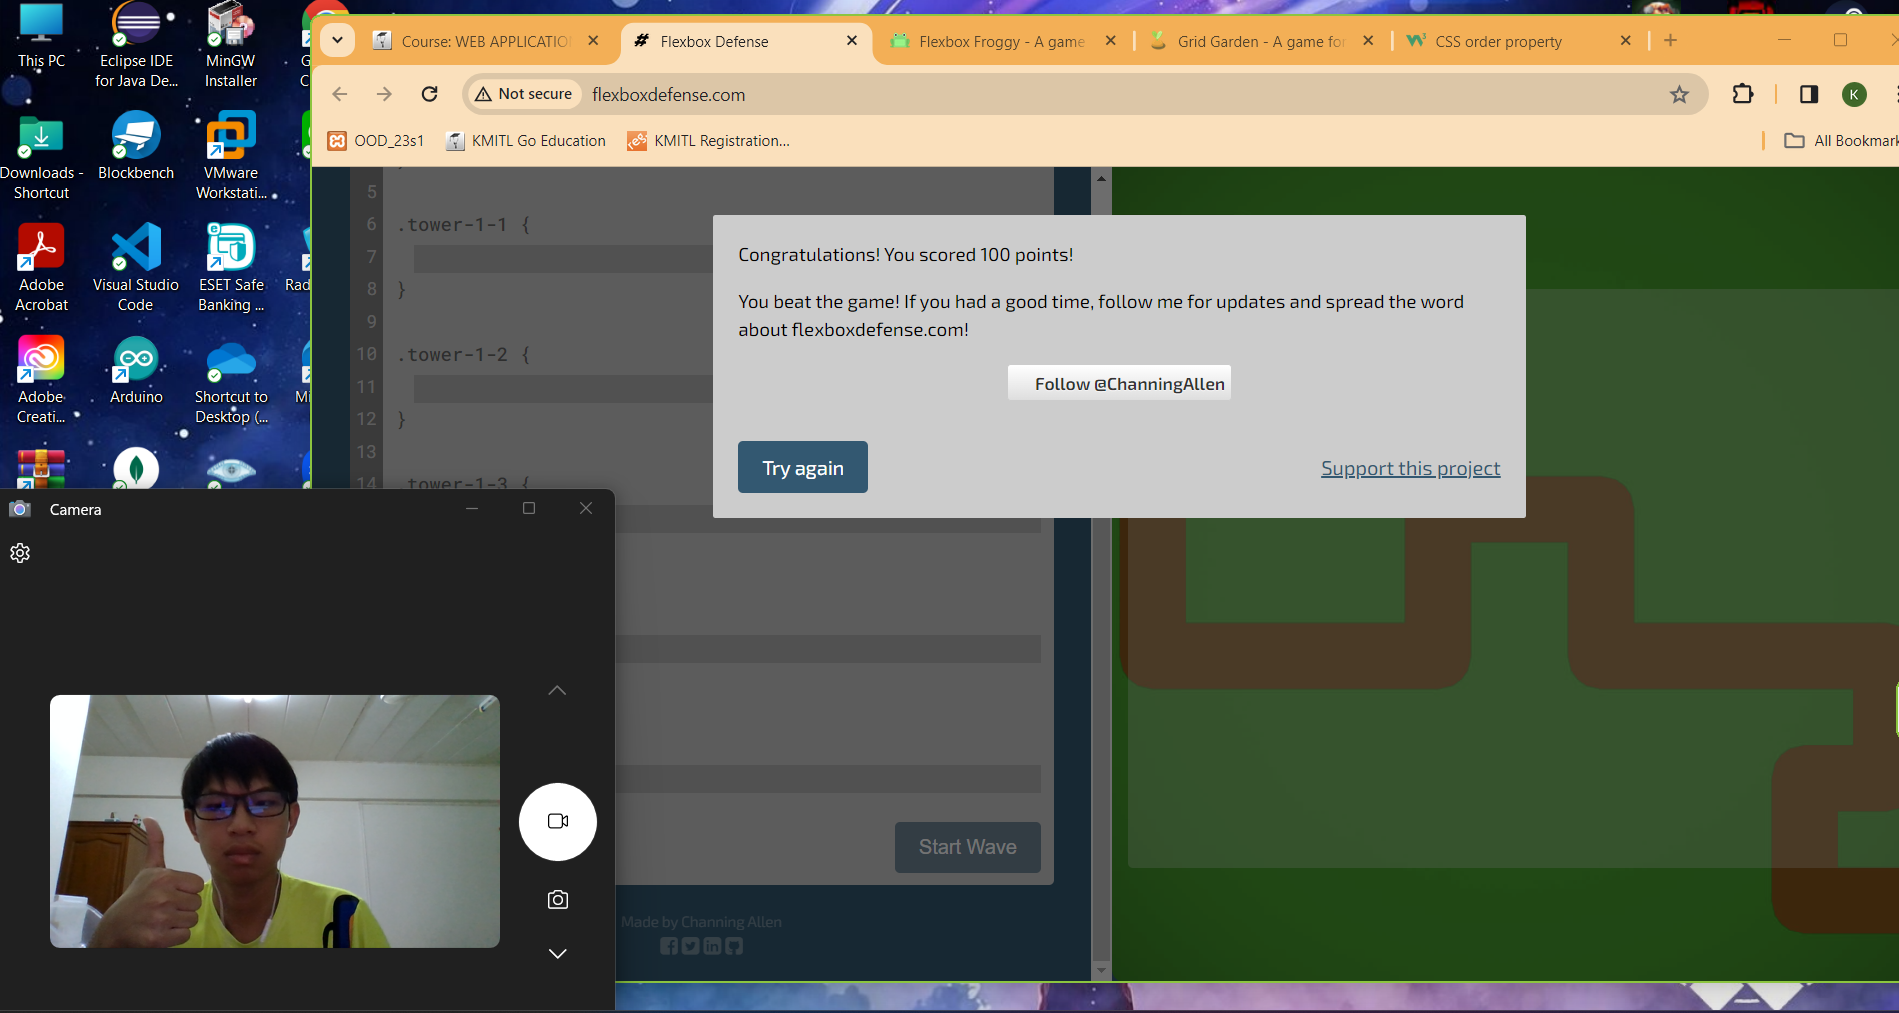 This PC
Eclipse IDE
for Java De...
MinGW
Installer
Downloads -
Shortcut
Blockbench
VMware
Workstati...
Adobe
Acrobat
Visual Studio
Code
ESET Safe
Banking ...
Rad
Adobe
Creati...
Arduino
Shortcut to
Desktop (...
Course: WEB APPLICATIO
Flexbox Defense
Flexbox Froggy - A game
Grid Garden - A game for
CSS order property
Not secure
flexboxdefense.com
K
OOD_23s1
KMITL Go Education
KMITL Registration...
All Bookmark
5
6 .tower-1-1 {
7
8 }
9
10 .tower-1-2 {
11
12 }
13
14 .tower-1-3 {
Congratulations! You scored 100 points!
You beat the game! If you had a good time, follow me for updates and spread the word
about flexboxdefense.com!
Follow @ChanningAllen
Try again
Support this project
Start Wave
Made by Channing Allen
Camera